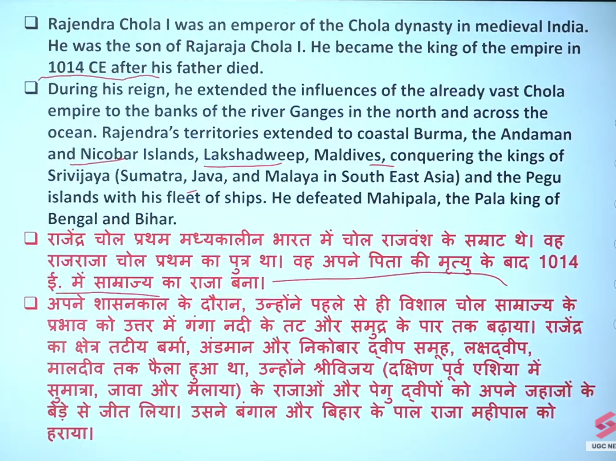 Rajendra Chola I was an emperor of the Chola dynasty in medieval India.
He was the son of Rajaraja Chola I. He became the king of the empire in
1014 CE after his father died.
During his reign, he extended the influences of the already vast Chola
empire to the banks of the river Ganges in the north and across the
ocean. Rajendra's territories extended to coastal Burma, the Andaman
and Nicobar Islands, Lakshadweep, Maldives, conquering the kings of
Srivijaya (Sumatra, Java, and Malaya in South East Asia) and the Pegu
islands with his fleet of ships. He defeated Mahipala, the Pala king of
Bengal and Bihar.
राजेंद्र चोल प्रथम मध्यकालीन भारत में चोल राजवंश के सम्राट थे। वह
राजराजा चोल प्रथम का पुत्र था। वह अपने पिता की मृत्यु के बाद 1014
ई. में साम्राज्य का राजा बना।
अपने शासनकाल के दौरान, उन्होंने पहले से ही विशाल चोल साम्राज्य के
प्रभाव को उत्तर में गंगा नदी के तट और समुद्र के पार तक बढ़ाया। राजेंद्र
का क्षेत्र तटीय बर्मा, अंडमान और निकोबार द्वीप समूह, लक्षद्वीप,
मालदीव तक फैला हुआ था, उन्होंने श्रीविजय (दक्षिण पूर्व एशिया में
सुमात्रा, जावा और मलाया) के राजाओं और पेगु द्वीपों को अपने जहाजों के
बेड़े से जीत लिया। उसने बंगाल और बिहार के पाल राजा महीपाल को
हराया।
UGC NE